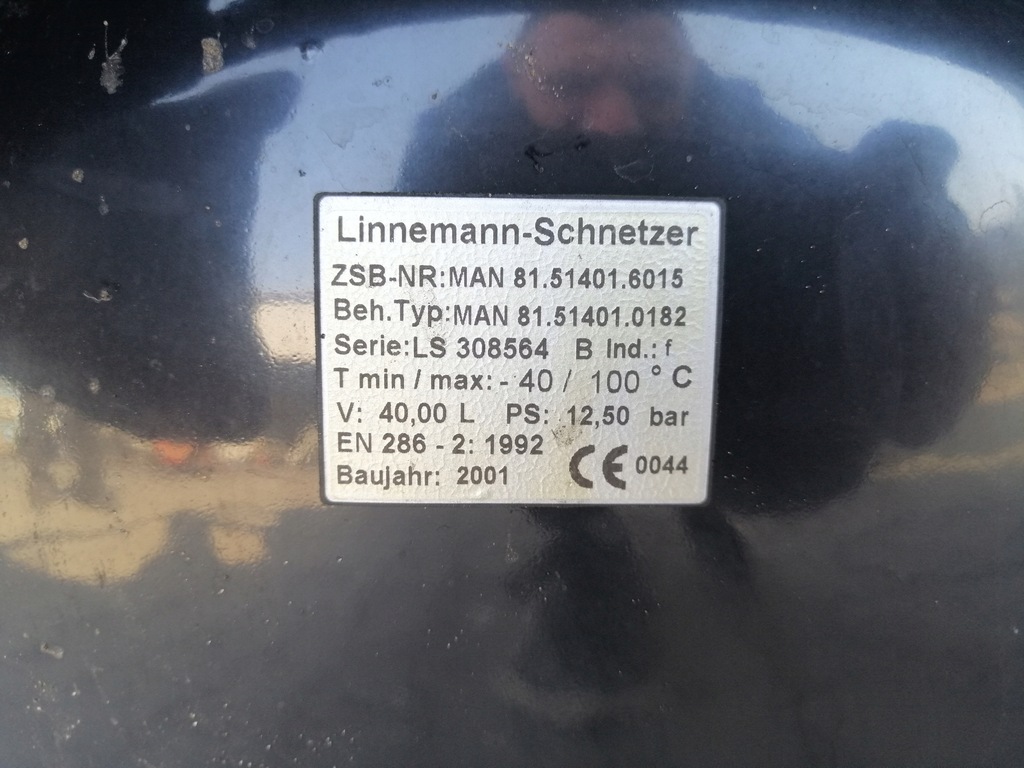 Linnemann-Schnetzer
ZSB-NR:MAN 81.51401.6015
Beh.Typ:MAN 81.51401.0182
Serie:LS 308564 B Ind.: f
T min / max: - 40 / 100 ° C
V: 40,00 L PS: 12,50 bar
EN 286 - 2: 1992
Baujahr: 2001 CE 0044